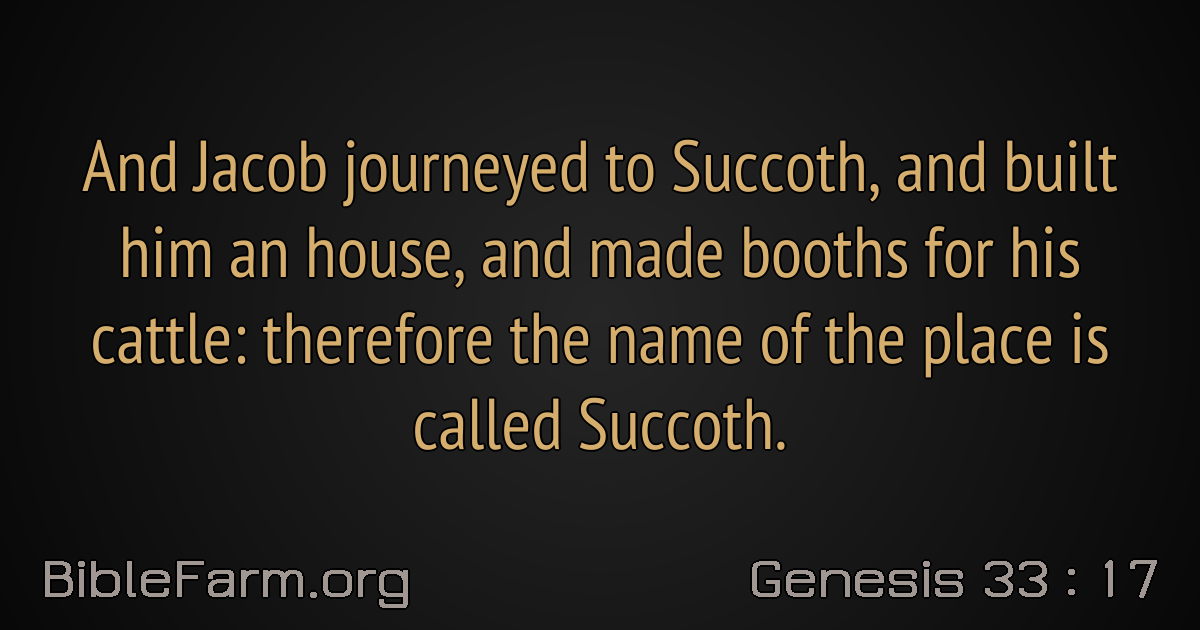 And Jacob journeyed to Succoth, and built
him an house, and made booths for his
cattle: therefore the name of the place is
called Succoth.
BibleFarm.org
Genesis 33 : 17